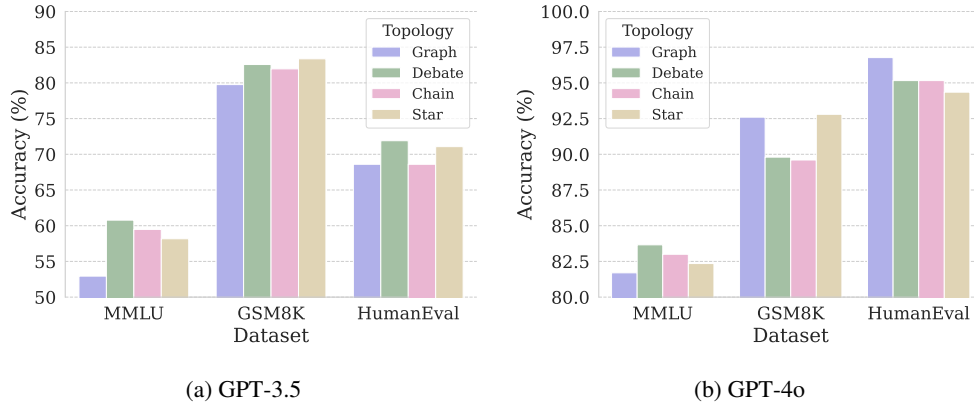 90
85
80
75
70
65
60
55
50
Accuracy (%)
Topology
Graph
Debate
Chain
Star
MMLU GSM8K HumanEval
Dataset
(a) GPT-3.5
100.0
97.5
95.0
92.5
90.0
87.5
85.0
82.5
80.0
Accuracy (%)
Topology
Graph
Debate
Chain
Star
MMLU GSM8K HumanEval
Dataset
(b) GPT-4o